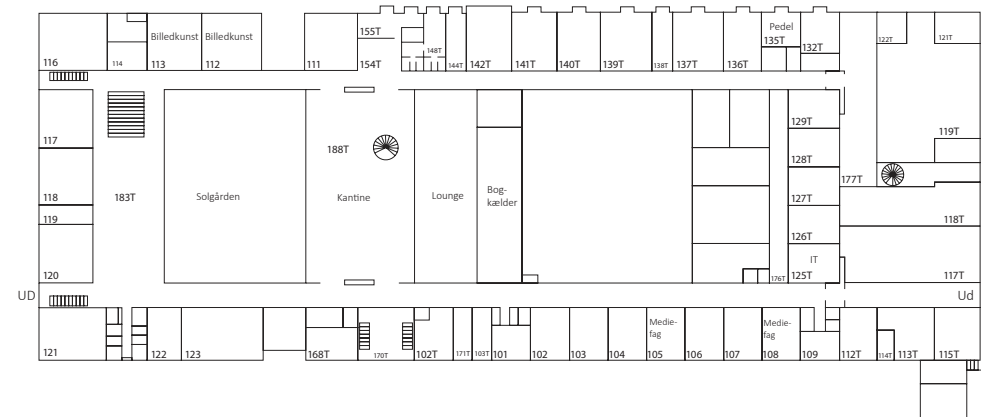 155T
Pedel
Billedkunst
Billedkunst
135T
122T
121T
148T
132T
116
114
113
112
111
154T
144T
142T
141T
140T
139T
138T
137T
136T
129T
119T
117
188T
128T
177T
118
183T
Solgården
Kantine
Lounge
Bog-
kælder
127T
119
118T
126T
IT
120
176T
125T
117T
UD
Ud
Medie-
fag
Medie-
fag
121
122
123
168T
170T
102T
171T
103T
101
102
103
104
105
106
107
108
109
112T
114T
113T
115T